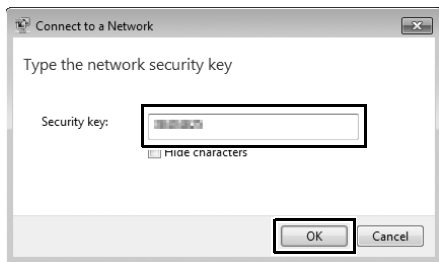 Connect to a Network
Type the network security key
Security key:
Hide characters
OK Cancel